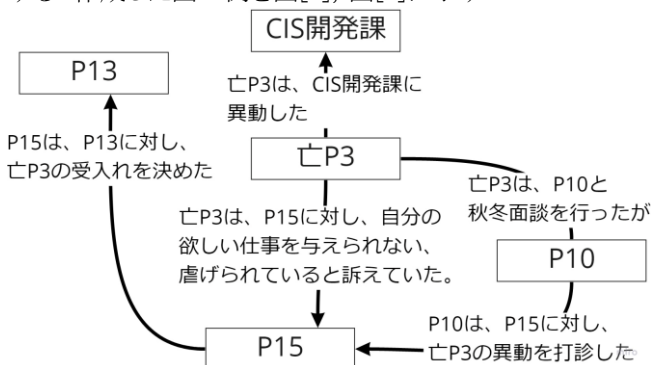 CIS開発課
P13
亡P3は、CIS開発課に
異動した
P15は、P13に対し、
亡P3の受入れを決めた
亡P3
亡P3は、P10と
秋冬面談を行ったが
亡P3は、P15に対し、自分の
欲しい仕事を与えられない、
虐げられていると訴えていた。
P10
P10は、P15に対し、
亡P3の異動を打診した
P15